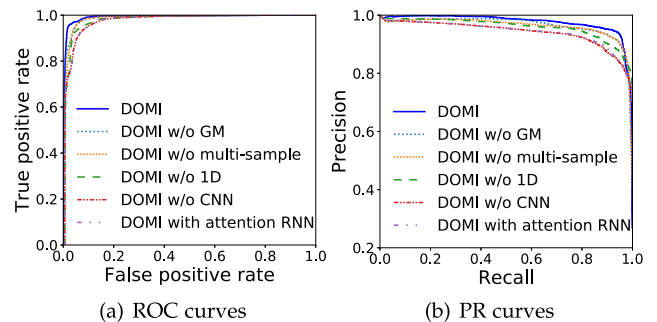 True positive rate
1.0
0.8
0.6
0.4
0.2
0.0
DOMI
DOMI w/o GM
DOMI w/o multi-sample
DOMI w/o 1D
DOMI w/o CNN
DOMI with attention RNN
0.0 0.2 0.4 0.6 0.8 1.0
False positive rate
(a) ROC curves
Precision
1.0
0.8
0.6
0.4
0.2
DOMI
DOMI w/o GM
DOMI w/o multi-sample
DOMI w/o 1D
DOMI w/o CNN
DOMI with attention RNN
0.0 0.2 0.4 0.6 0.8 1.0
Recall
(b) PR curves